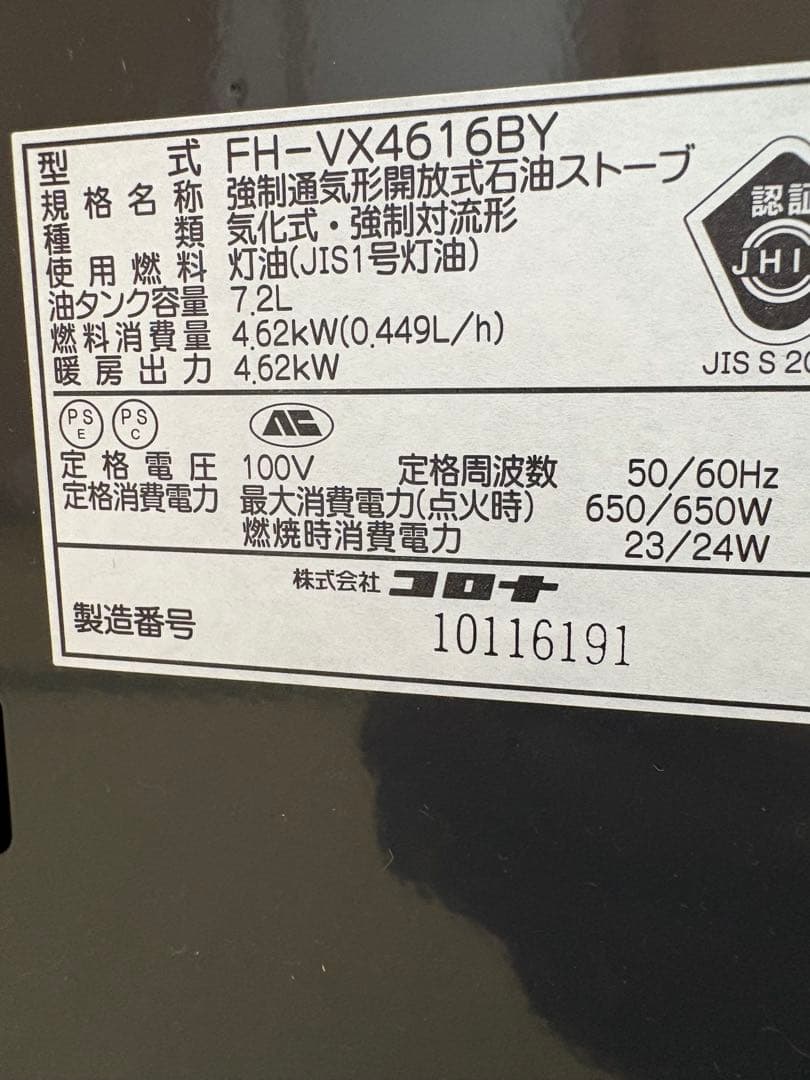 型式 FH-VX4616BY
規格名称 強制通気形開放式石油ストーブ
種類 気化式・強制対流形
使用燃料 灯油(JIS1号灯油)
油タンク容量 7.2L
燃料消費量 4.62kW(0.449L/h)
暖房出力 4.62kW
認証
JHI
JIS S 20
PS E PS C
定格電圧 100V 定格周波数 50/60Hz
定格消費電力 最大消費電力(点火時) 650/650W
燃焼時消費電力 23/24W
株式会社 コロナ
製造番号 10116191